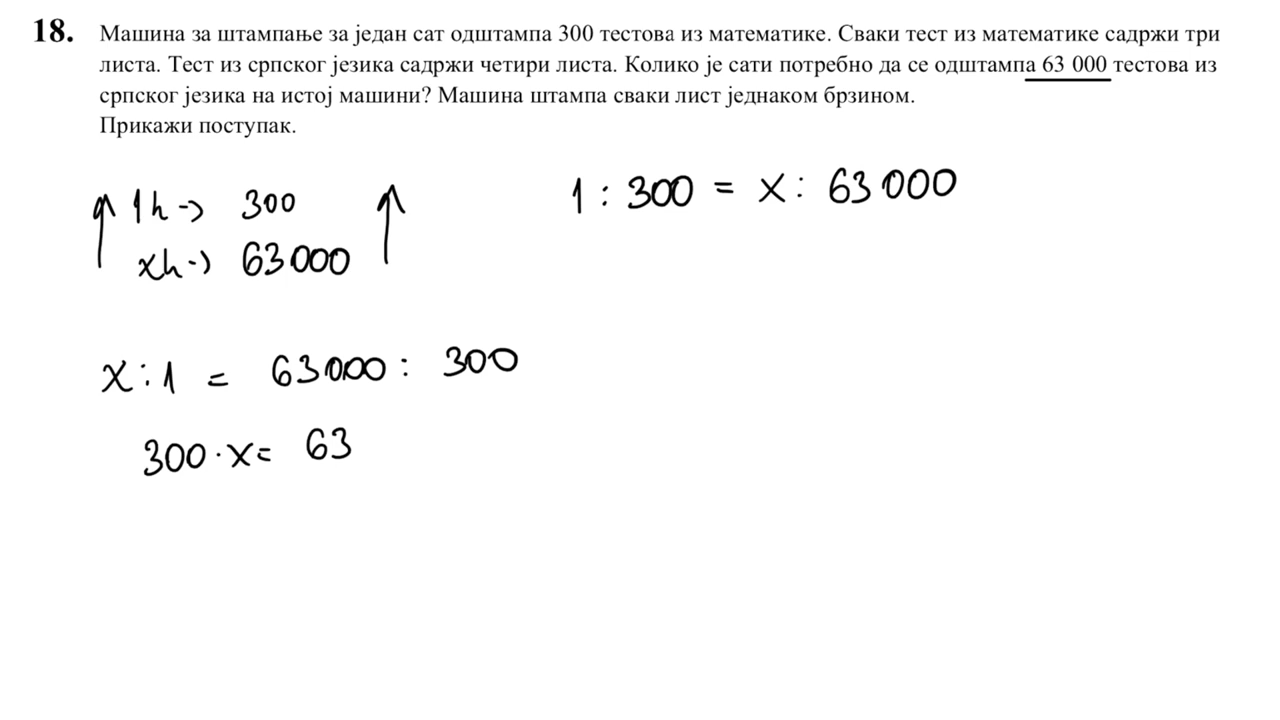 18. Машина за штампање за један сат одштампа 300 тестова из математике. Сваки тест из математике садржи три
листа. Тест из српског језика садржи четири листа. Колико је сати потребно да се одштампа 63 000 тестова из
српског језика на истој машини? Машина штампа сваки лист једнаком брзином.
Прикажи поступак.
1h -> 300
xh -> 63000
1 : 300 = x : 63000
x : 1 = 63000 : 300
300 · x = 63